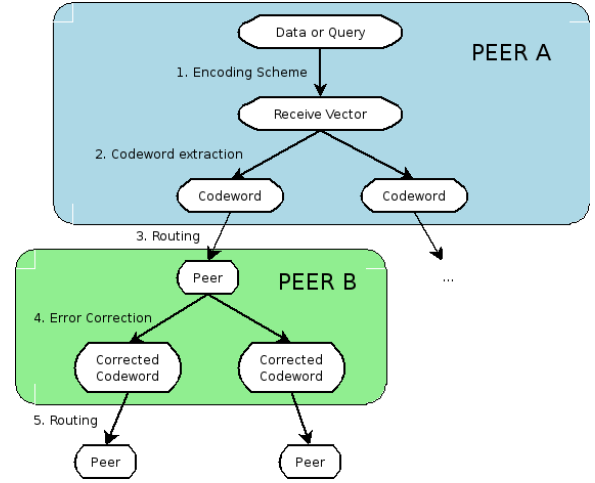 Data or Query
PEER A
1. Encoding Scheme
Receive Vector
2. Codeword extraction
Codeword
Codeword
3. Routing
Peer
PEER B
...
4. Error Correction
Corrected
Codeword
Corrected
Codeword
5. Routing
Peer
Peer